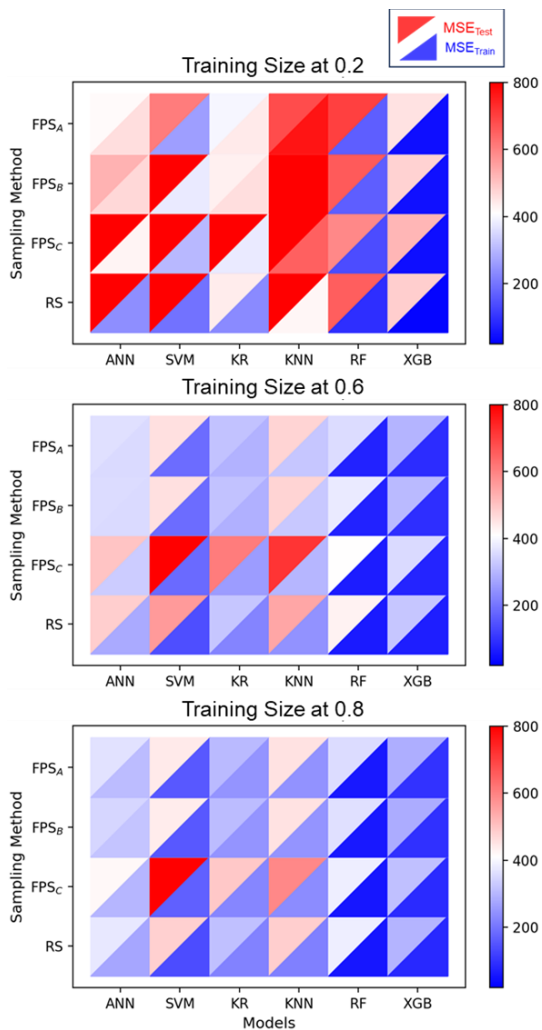 MSE_Test
MSE_Train
Training Size at 0.2
Sampling Method
FPS_A
FPS_B
FPS_C
RS
ANN SVM KR KNN RF XGB
800
600
400
200
Training Size at 0.6
Sampling Method
FPS_A
FPS_B
FPS_C
RS
ANN SVM KR KNN RF XGB
800
600
400
200
Training Size at 0.8
Sampling Method
FPS_A
FPS_B
FPS_C
RS
ANN SVM KR KNN RF XGB
Models
800
600
400
200